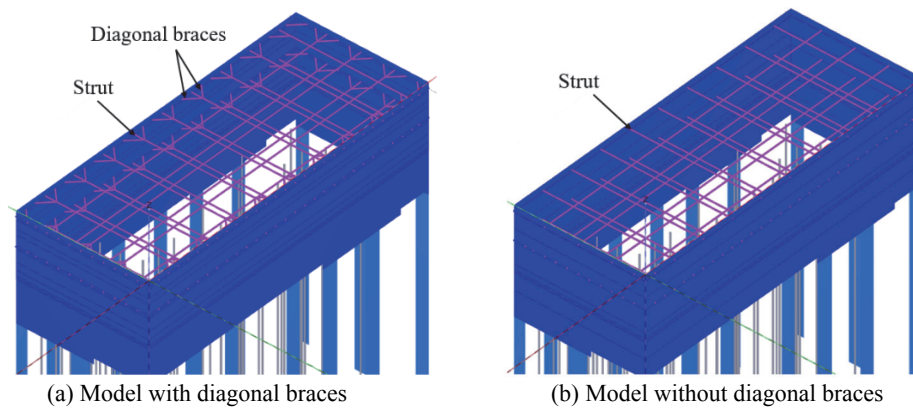 Diagonal braces
Strut
Strut
(a) Model with diagonal braces
(b) Model without diagonal braces